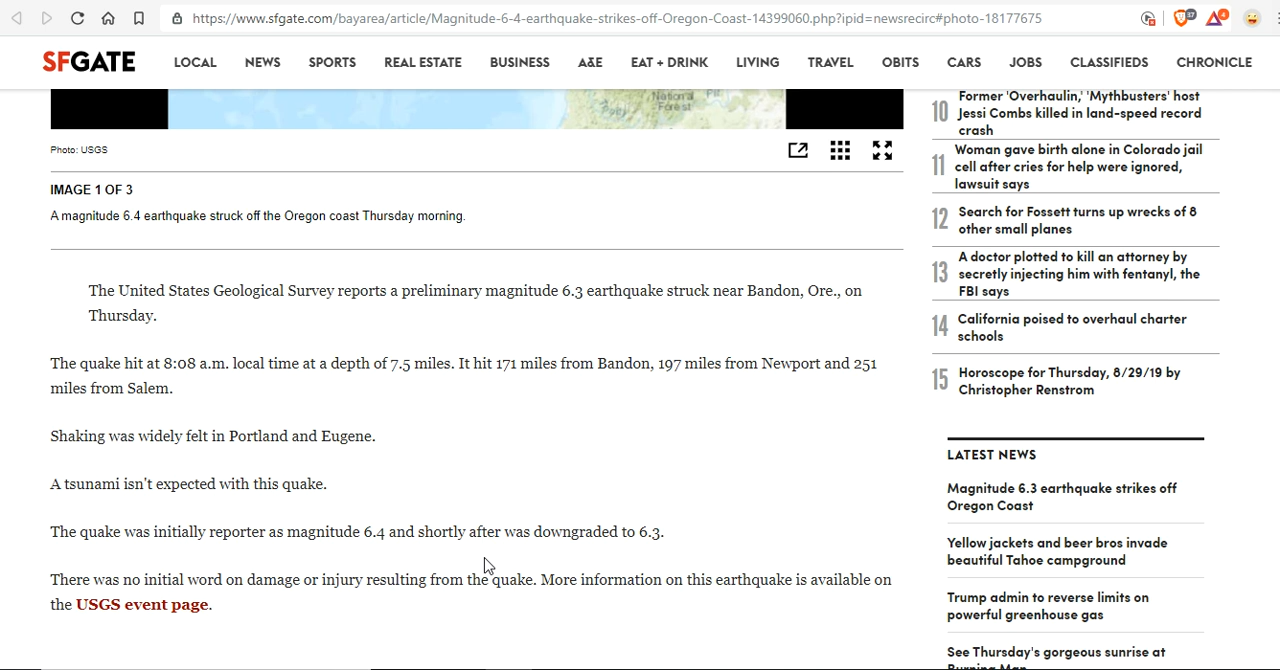 https://www.sfgate.com/bayarea/article/Magnitude-6-4-earthquake-strikes-off-Oregon-Coast-14399060.php?ipid=newsrecirc#photo-18177675
37
4
SFGATE
LOCAL NEWS SPORTS REAL ESTATE BUSINESS A&E EAT + DRINK LIVING TRAVEL OBITS CARS JOBS CLASSIFIEDS CHRONICLE
National
Forest
Photo: USGS
IMAGE 1 OF 3
A magnitude 6.4 earthquake struck off the Oregon coast Thursday morning.
The United States Geological Survey reports a preliminary magnitude 6.3 earthquake struck near Bandon, Ore., on
Thursday.
The quake hit at 8:08 a.m. local time at a depth of 7.5 miles. It hit 171 miles from Bandon, 197 miles from Newport and 251
miles from Salem.
Shaking was widely felt in Portland and Eugene.
A tsunami isn't expected with this quake.
The quake was initially reporter as magnitude 6.4 and shortly after was downgraded to 6.3.
There was no initial word on damage or injury resulting from the quake. More information on this earthquake is available on
the USGS event page.
10 Former 'Overhaulin,' 'Mythbusters' host
Jessi Combs killed in land-speed record
crash
11 Woman gave birth alone in Colorado jail
cell after cries for help were ignored,
lawsuit says
12 Search for Fossett turns up wrecks of 8
other small planes
13 A doctor plotted to kill an attorney by
secretly injecting him with fentanyl, the
FBI says
14 California poised to overhaul charter
schools
15 Horoscope for Thursday, 8/29/19 by
Christopher Renstrom
LATEST NEWS
Magnitude 6.3 earthquake strikes off
Oregon Coast
Yellow jackets and beer bros invade
beautiful Tahoe campground
Trump admin to reverse limits on
powerful greenhouse gas
See Thursday's gorgeous sunrise at
Burning Man